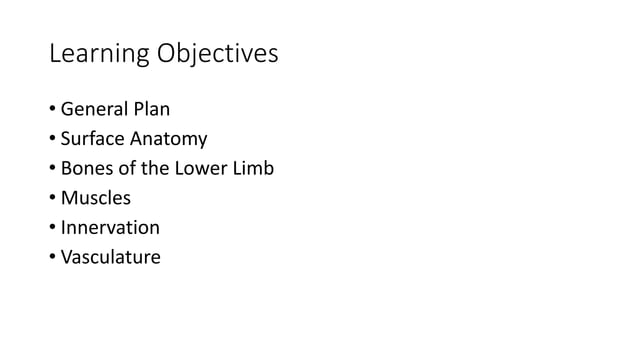 Learning Objectives
• General Plan
• Surface Anatomy
• Bones of the Lower Limb
• Muscles
• Innervation
• Vasculature